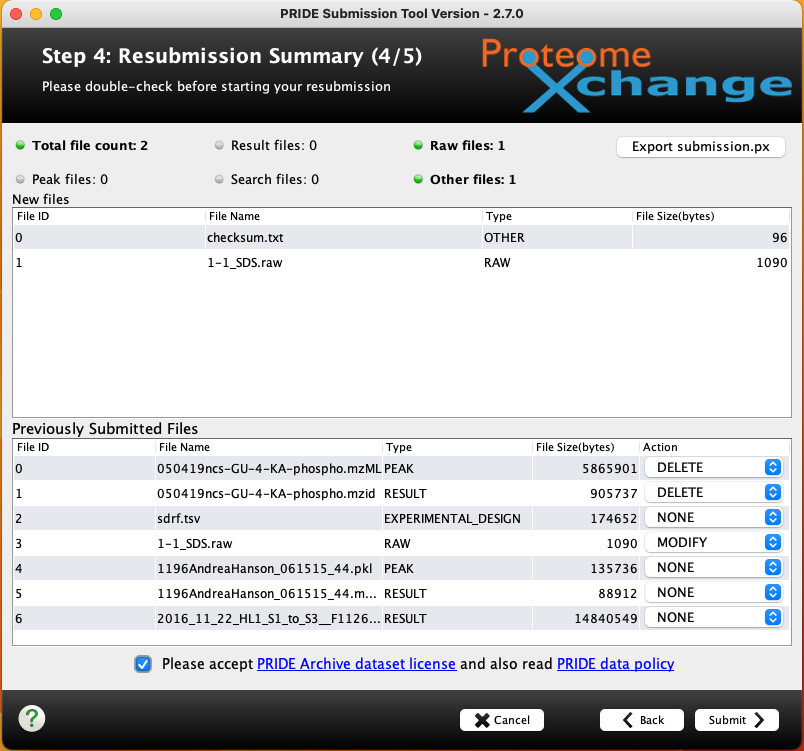 PRIDE Submission Tool Version - 2.7.0
Step 4: Resubmission Summary (4/5)
Please double-check before starting your resubmission
Proteome
Xchange
Total file count: 2 Result files: 0 Raw files: 1 Export submission.px
Peak files: 0 Search files: 0 Other files: 1
New files
File ID File Name Type File Size(bytes)
0 checksum.txt OTHER 96
1 1-1_SDS.raw RAW 1090
Previously Submitted Files
File ID File Name Type File Size(bytes) Action
0 050419ncs-GU-4-KA-phospho.mzML PEAK 5865901 DELETE
1 050419ncs-GU-4-KA-phospho.mzid RESULT 905737 DELETE
2 sdrf.tsv EXPERIMENTAL_DESIGN 174652 NONE
3 1-1_SDS.raw RAW 1090 MODIFY
4 1196AndreaHanson_061515_44.pkl PEAK 135736 NONE
5 1196AndreaHanson_061515_44.m... RESULT 88912 NONE
6 2016_11_22_HL1_S1_to_S3__F1126... RESULT 14840549 NONE
Please accept PRIDE Archive dataset license and also read PRIDE data policy
? Cancel Back Submit